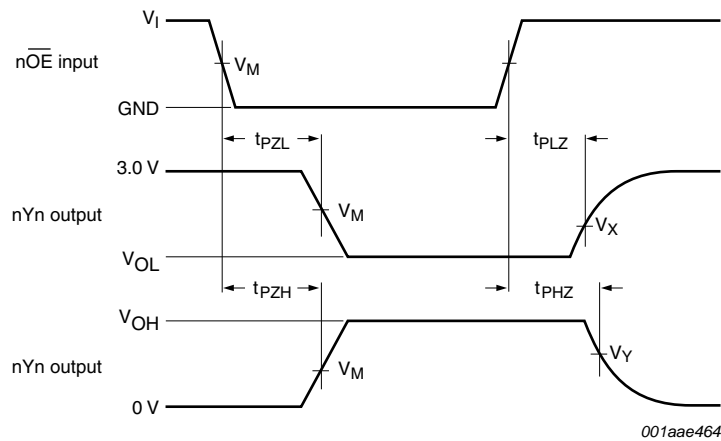 V_I
nO̅E̅ input
V_M
GND
t_PZL
t_PLZ
3.0 V
nYn output
V_M
V_X
V_OL
t_PZH
t_PHZ
V_OH
nYn output
V_M
V_Y
0 V
001aae464